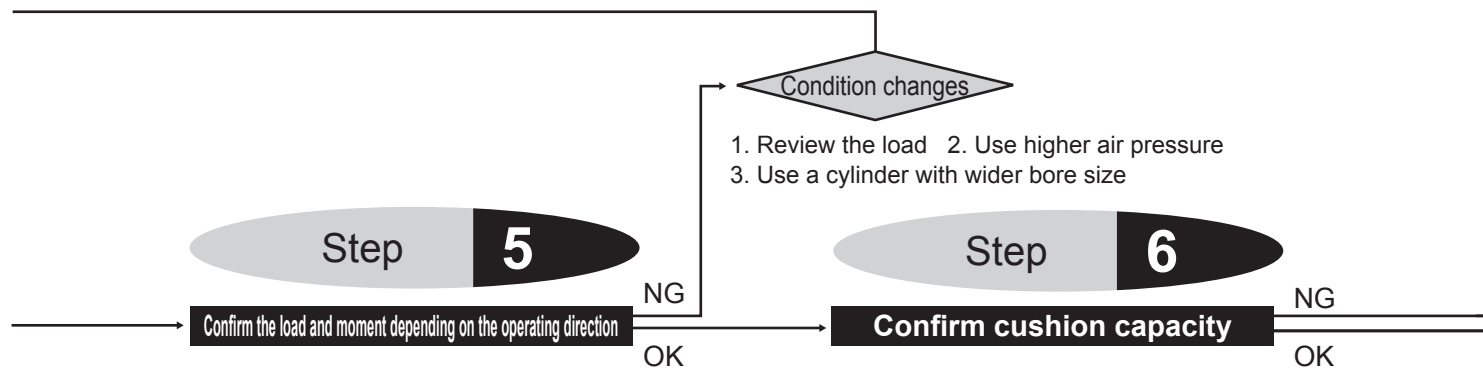 Condition changes
1. Review the load   2. Use higher air pressure
3. Use a cylinder with wider bore size
Step 5
NG
Confirm the load and moment depending on the operating direction
OK
Step 6
NG
Confirm cushion capacity
OK